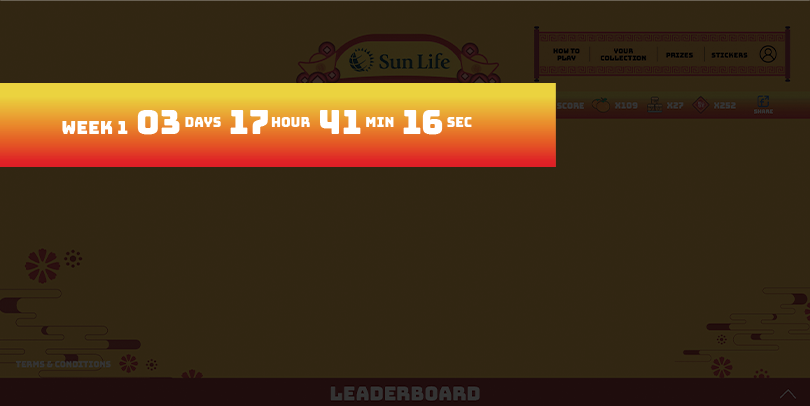 Sun Life
HOW TO PLAY
YOUR COLLECTION
PRIZES
STICKERS
SCORE X109 X27 X252 SHARE
WEEK 1 03 DAYS 17 HOUR 41 MIN 16 SEC
TERMS & CONDITIONS
LEADERBOARD